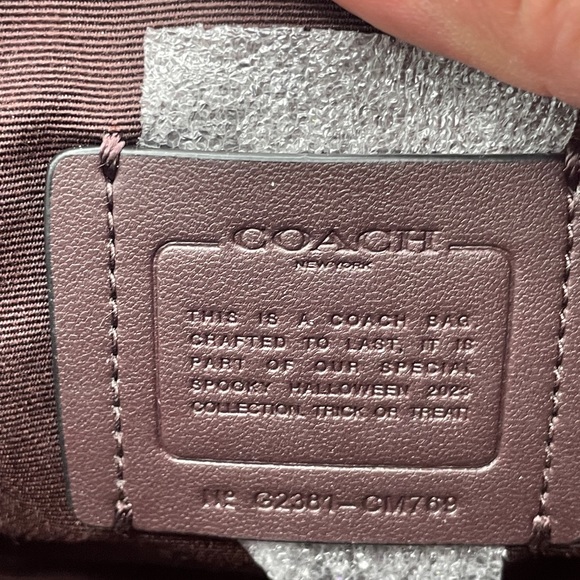 COACH
NEW YORK
THIS IS A COACH BAG.
CRAFTED TO LAST, IT IS
PART OF OUR SPECIAL
SPOOKY HALLOWEEN 2023
COLLECTION. TRICK OR TREAT!
Nº C2381-CM769